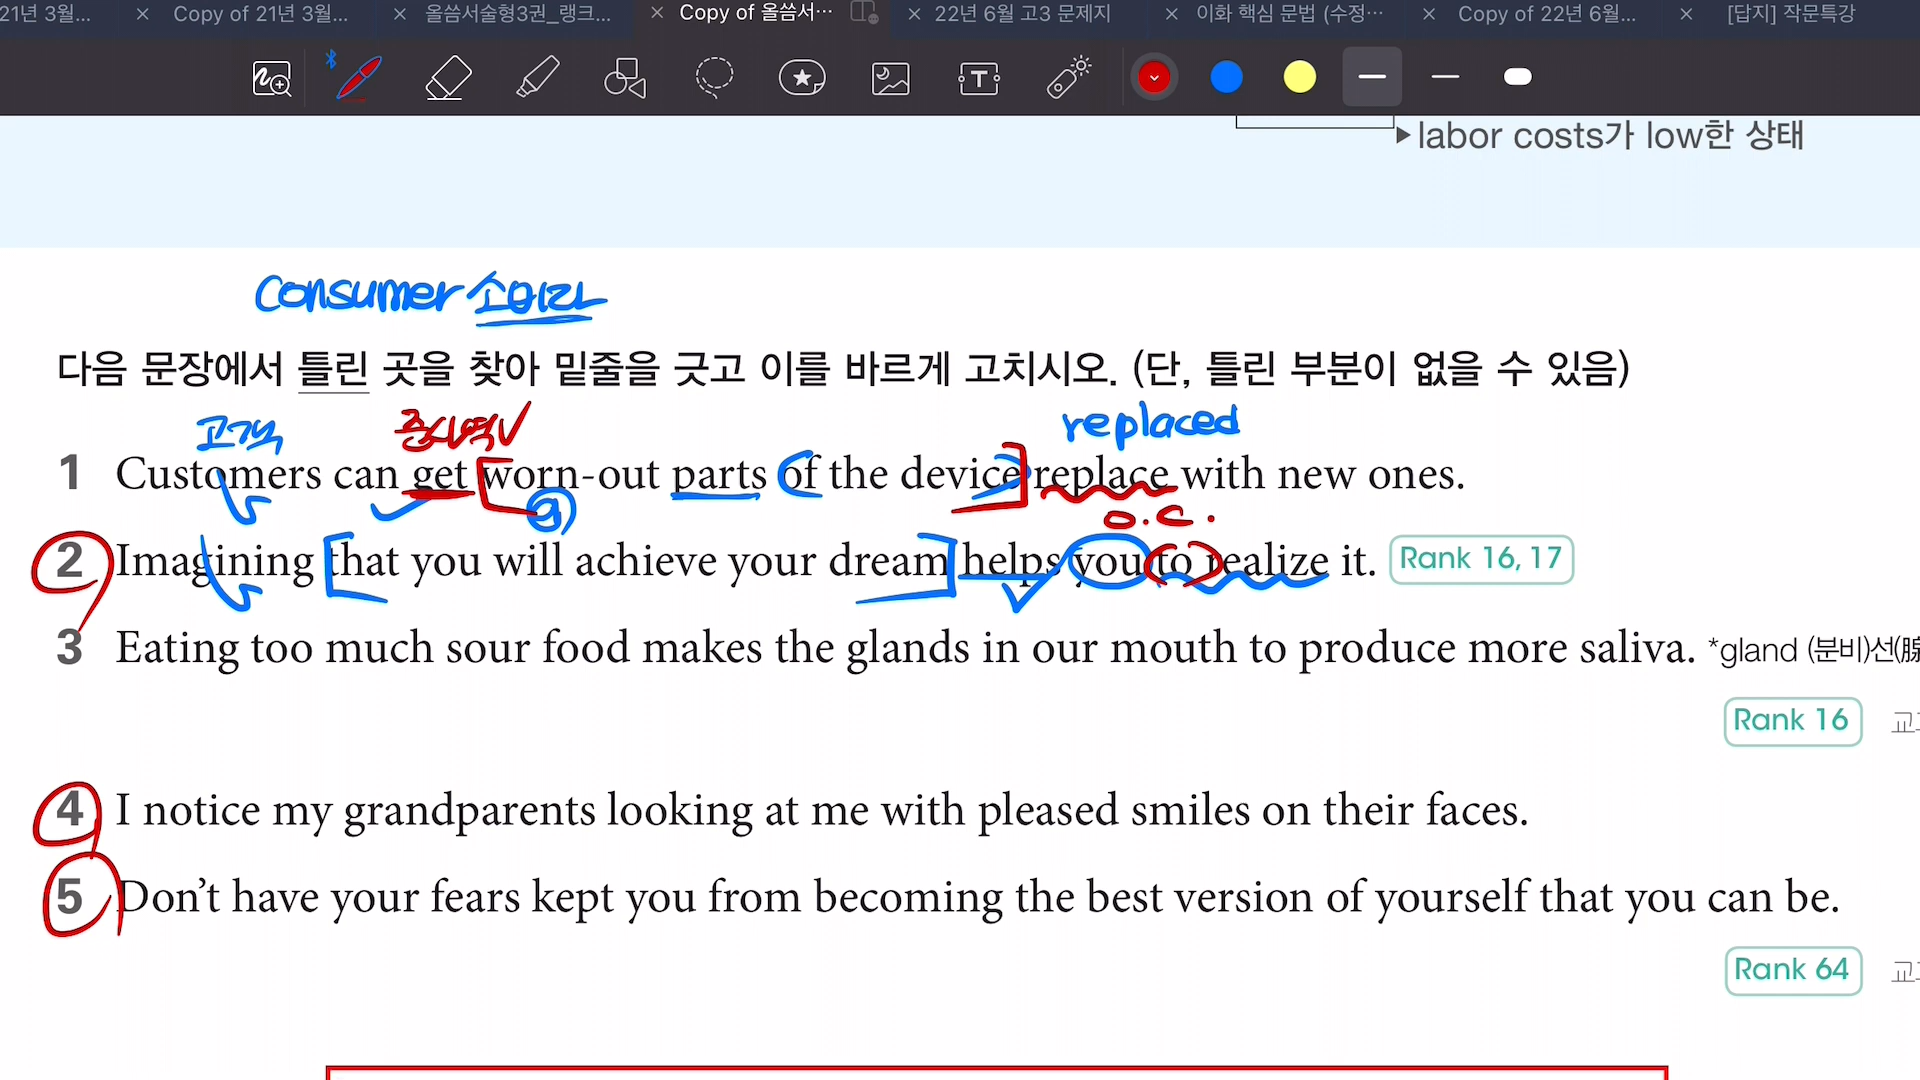 21년 3월... × Copy of 21년 3월... × 올씀서술형3권_랭크... × Copy of 올씀서... × 22년 6월 고3 문제지 × 이화 핵심 문법 (수정... × Copy of 22년 6월... × [답지] 작문특강
▶labor costs가 low한 상태
Consumer 소비자
다음 문장에서 틀린 곳을 찾아 밑줄을 긋고 이를 바르게 고치시오. (단, 틀린 부분이 없을 수 있음)
고객 준사역V replaced
1 Customers can get worn-out parts of the device replace with new ones.
a) o.c.
2 Imagining that you will achieve your dream helps you to realize it. Rank 16, 17
3 Eating too much sour food makes the glands in our mouth to produce more saliva. *gland (분비)선(腺
Rank 16 교
4 I notice my grandparents looking at me with pleased smiles on their faces.
5 Don't have your fears kept you from becoming the best version of yourself that you can be.
Rank 64 교